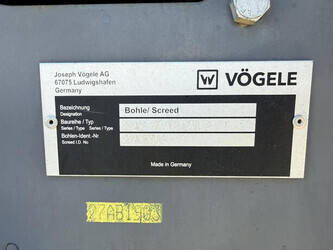 Joseph Vögele AG
67075 Ludwigshafen
Germany
VÖGELE
Bezeichnung
Designation
Bohle/ Screed
Baureihe / Typ
Series / Type Series / Type
Bohlen-Ident.-Nr
Screed I.D. No.
Made in Germany
27AB1903